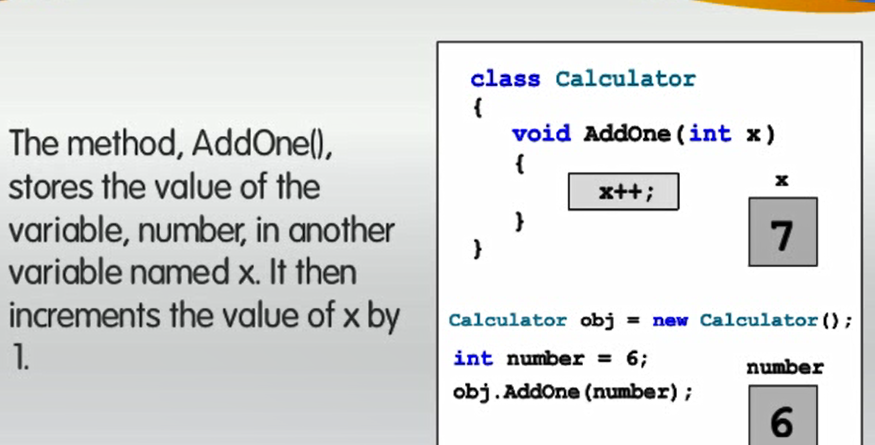 The method, AddOne(),
stores the value of the
variable, number, in another
variable named x. It then
increments the value of x by
1.
class Calculator
{
void AddOne(int x)
{
x++;
}
}
x
7
Calculator obj = new Calculator();
int number = 6;
obj.AddOne(number);
number
6